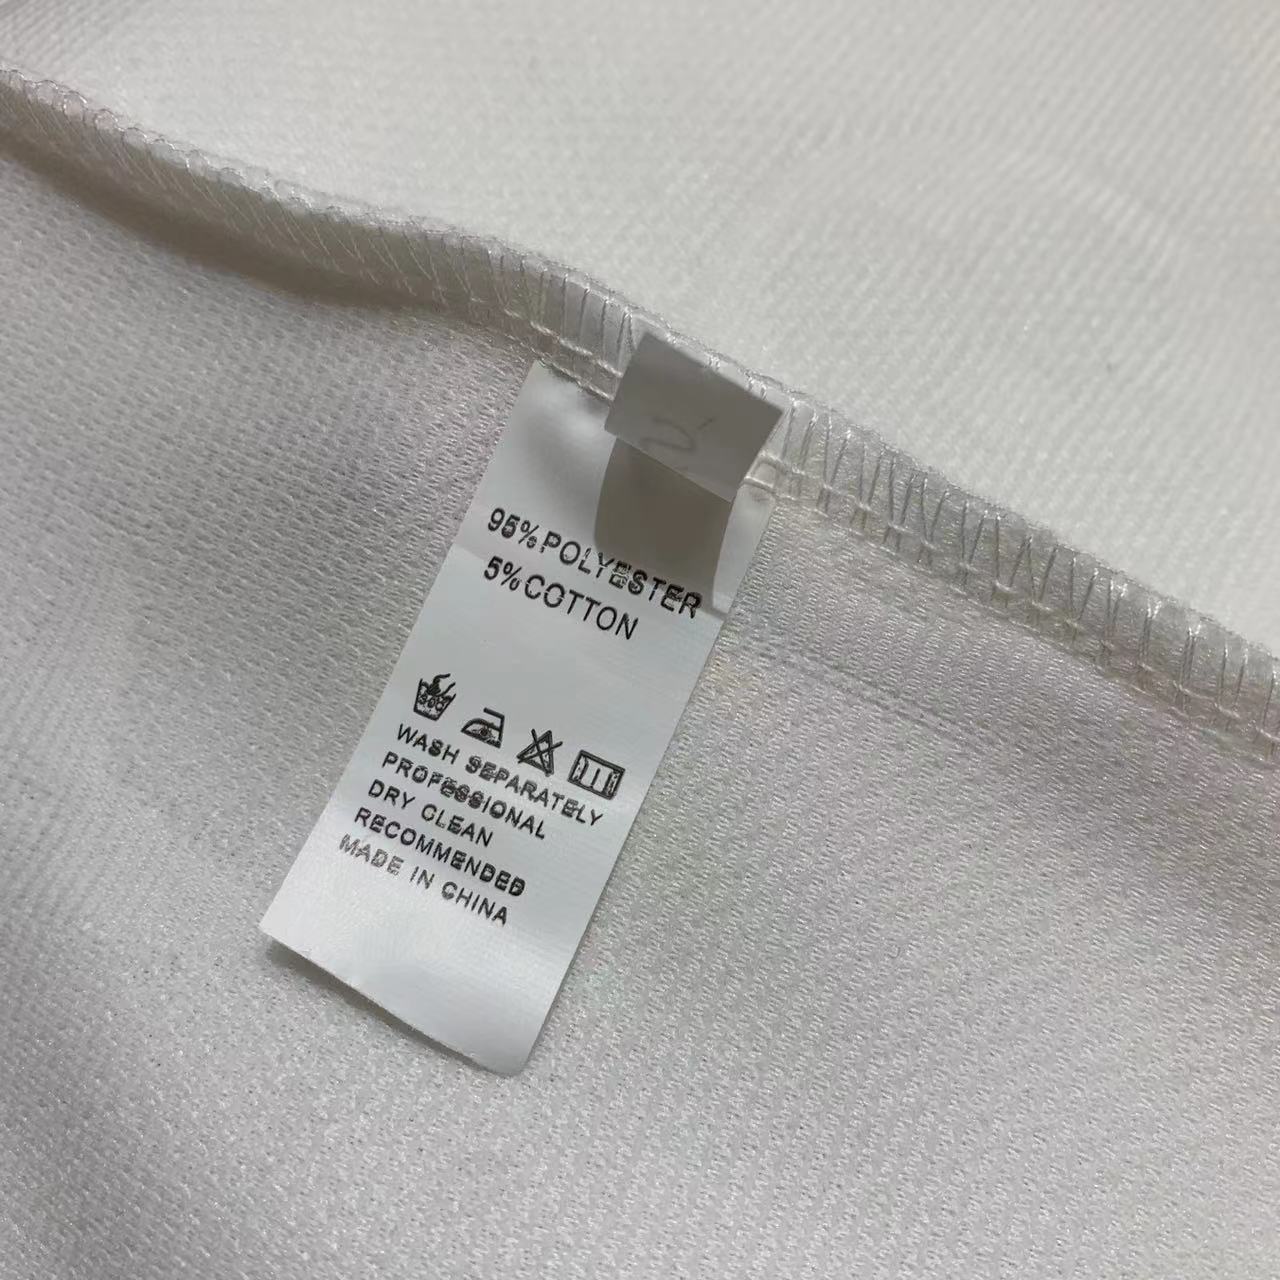 95% POLYESTER
5% COTTON
WASH SEPARATELY
PROFESSIONAL
DRY CLEAN
RECOMMENDED
MADE IN CHINA